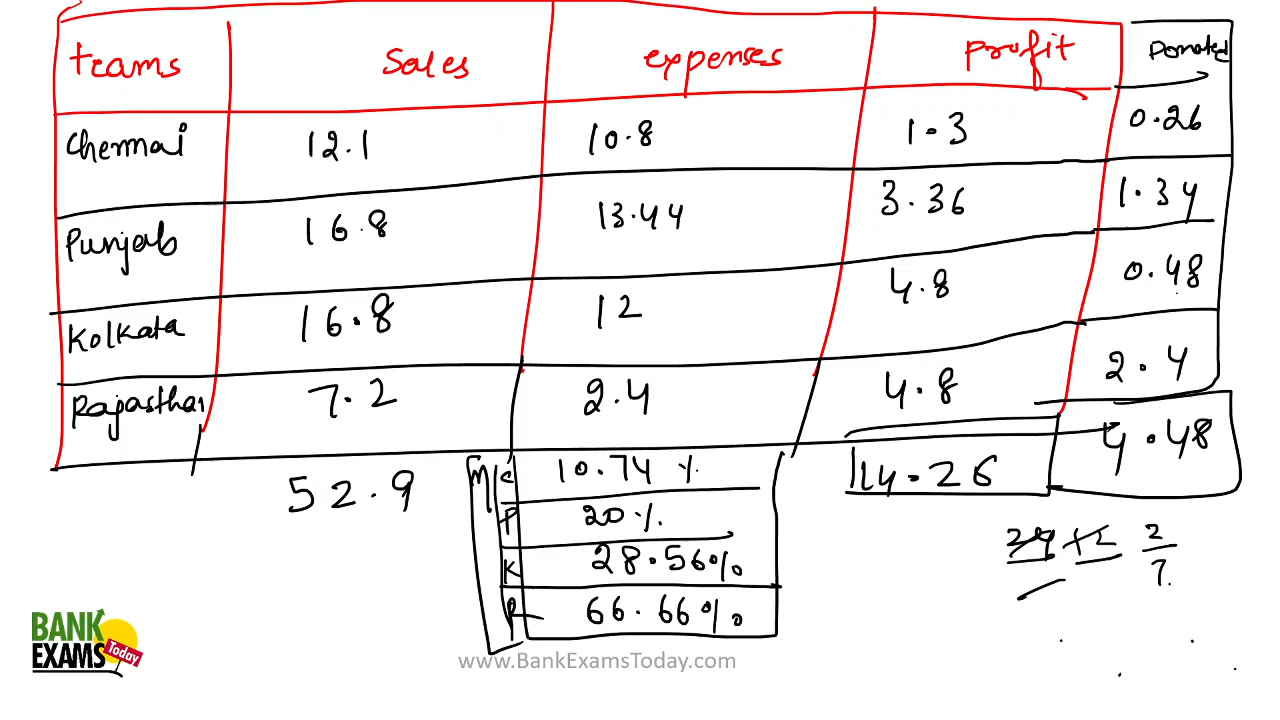 teams Sales expenses Profit Donated
Chennai 12.1 10.8 1.3 0.26
Punjab 16.8 13.44 3.36 1.34
Kolkata 16.8 12 4.8 0.48
Rajasthan 7.2 2.4 4.8 2.4
52.9 14.26 4.48
M/
C 10.74 %
P 20 %
K 28.56 %
R 66.66 %
2
7
BANK
EXAMS
Today
www.BankExamsToday.com